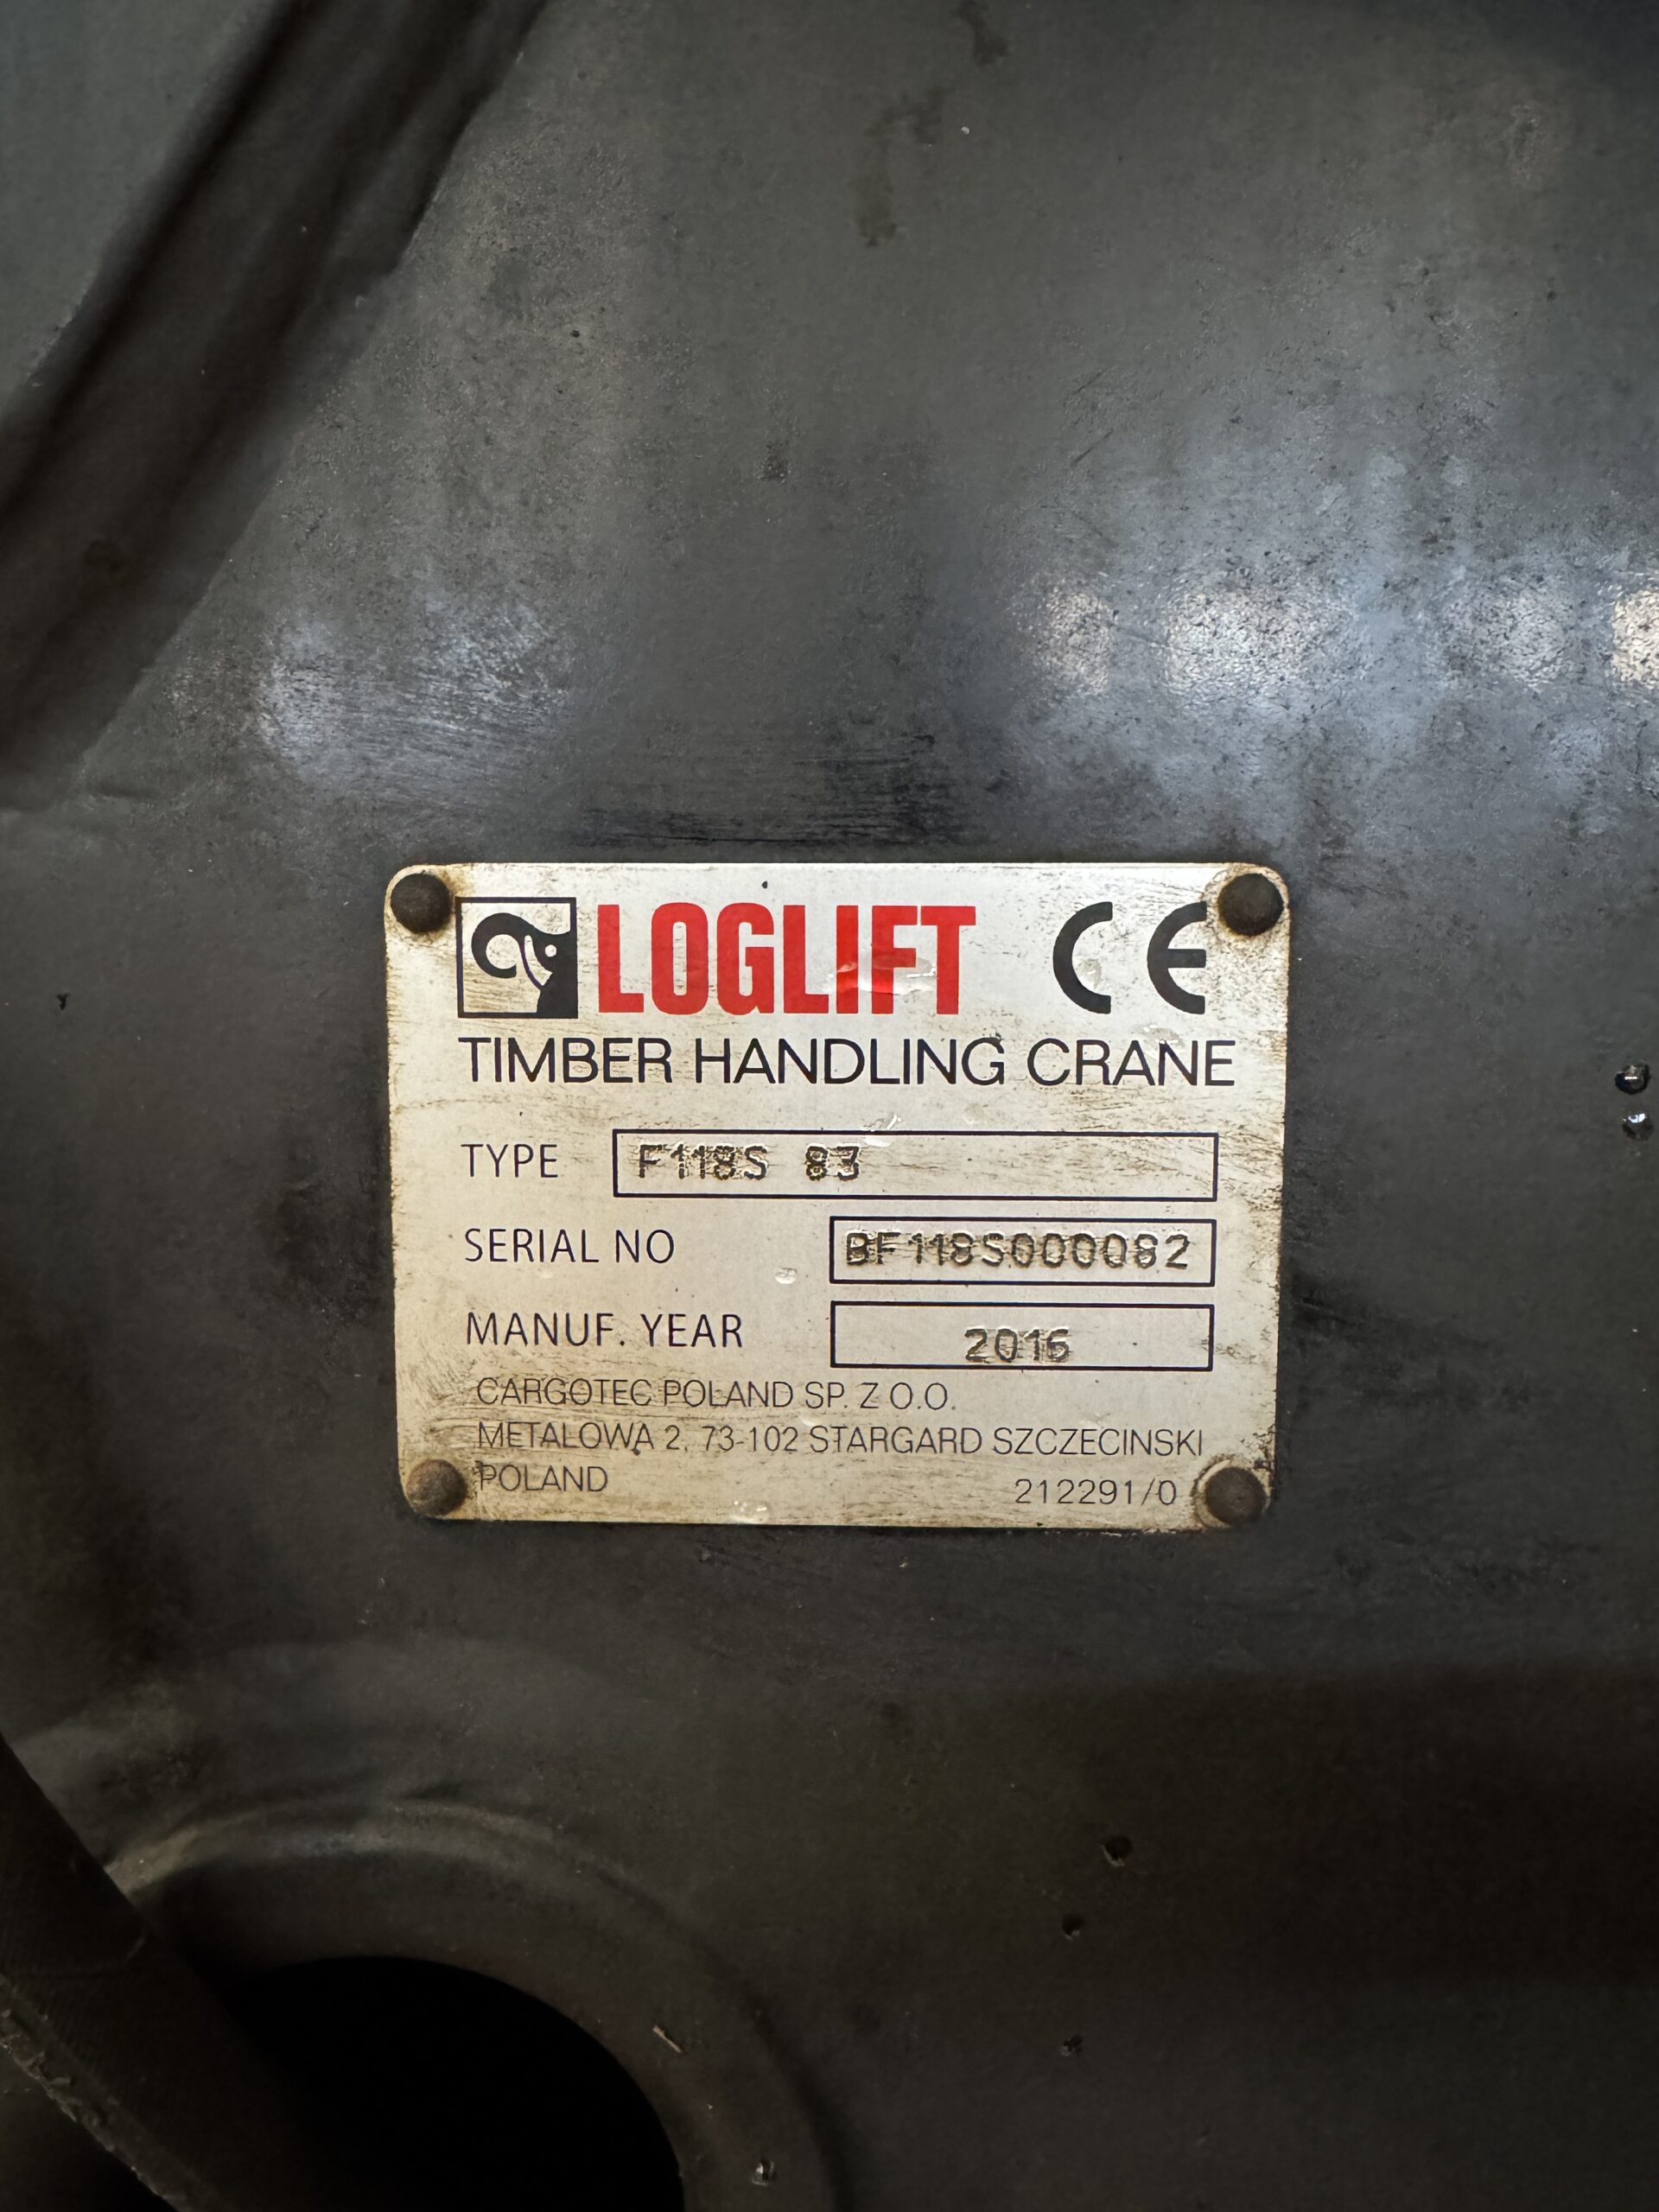 LOGLIFT CE
TIMBER HANDLING CRANE
TYPE F118S 83
SERIAL NO BF118S000082
MANUF. YEAR 2016
CARGOTEC POLAND SP. Z O.O.
METALOWA 2, 73-102 STARGARD SZCZECINSKI
POLAND 212291/0